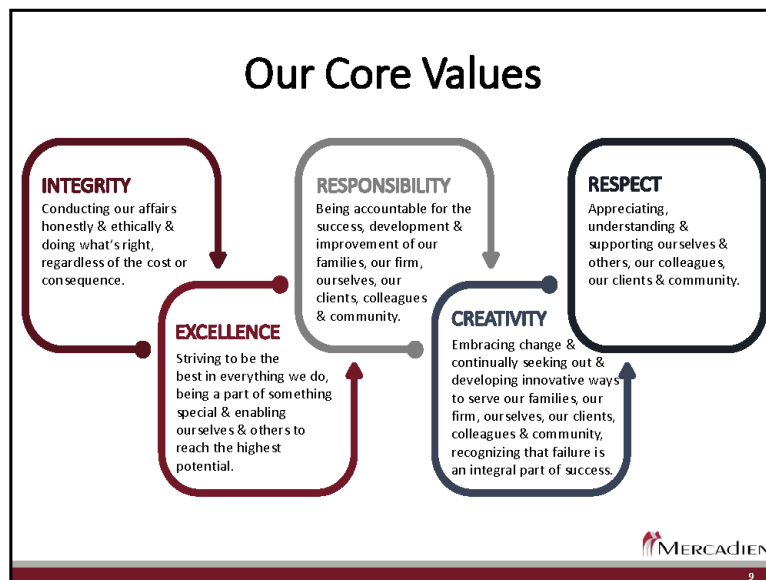 Our Core Values
INTEGRITY
Conducting our affairs
honestly & ethically &
doing what's right,
regardless of the cost or
consequence.
EXCELLENCE
Striving to be the
best in everything we do,
being a part of something
special & enabling
ourselves & others to
reach the highest
potential.
RESPONSIBILITY
Being accountable for the
success, development &
improvement of our
families, our firm,
ourselves, our
clients, colleagues
& community.
CREATIVITY
Embracing change &
continually seeking out &
developing innovative ways
to serve our families, our
firm, ourselves, our clients,
colleagues & community,
recognizing that failure is
an integral part of success.
RESPECT
Appreciating,
understanding &
supporting ourselves &
others, our colleagues,
our clients & community.
MERCADIEN
9